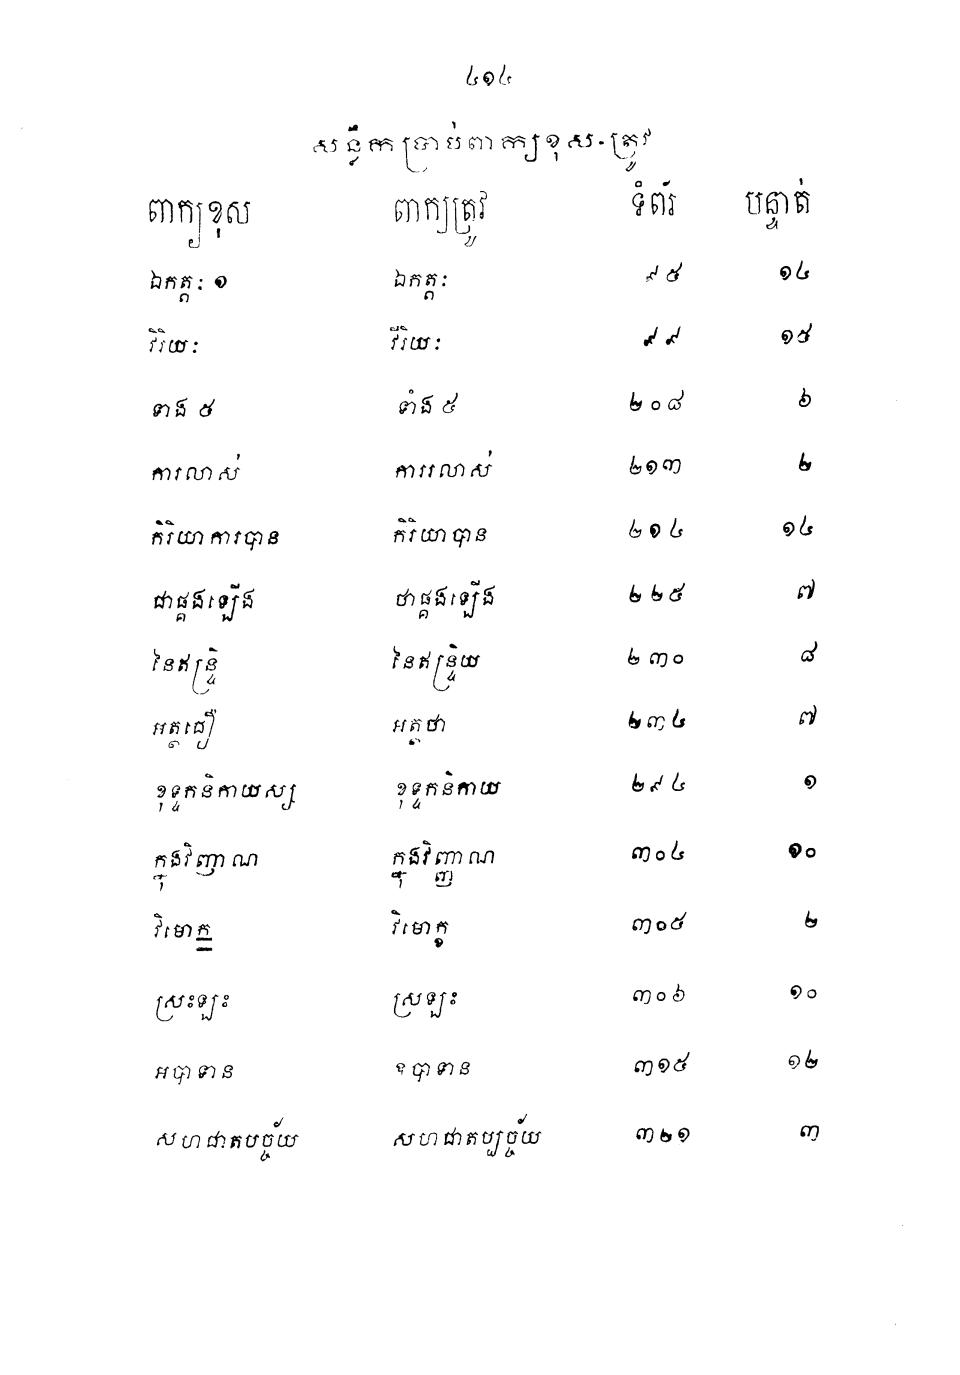 ៤១៤
សន្លឹកប្រាប់ពាក្យខុស-ត្រូវ
ពាក្យខុស ពាក្យត្រូវ ទំព័រ បន្ទាត់
ឯកត្តៈ ១ ឯកត្តៈ ៩៥ ១៤
វិរិយៈ វីរិយៈ ៩៩ ១៥
ទាង ៥ ទាំង ៥ ២០៨ ៦
ការលាស់ ការរលាស់ ២១៣ ២
កិរិយាការបាន កិរិយាបាន ២១៤ ១៤
ជាផ្គងឡើង ថាផ្គងឡើង ២២៥ ៧
នៃឥន្ទ្រិ នៃឥន្ទ្រិយ ២៣០ ៨
អត្ថជឿ អត្ថថា ២៣៤ ៧
ខុទ្ទកនិកាយស្ស ខុទ្ទកនិកាយ ២៩៤ ១
ក្នុងវិញាណ ក្នុងវិញ្ញាណ ៣០៤ ១០
វិមោក្ខ វិមោក្ខ ៣០៥ ២
ស្រះឡះ ស្រឡះ ៣០៦ ១០
អបាទាន ឧបាទាន ៣១៥ ១២
សហជាតបច្ច័យ សហជាតប្បច្ច័យ ៣២១ ៣